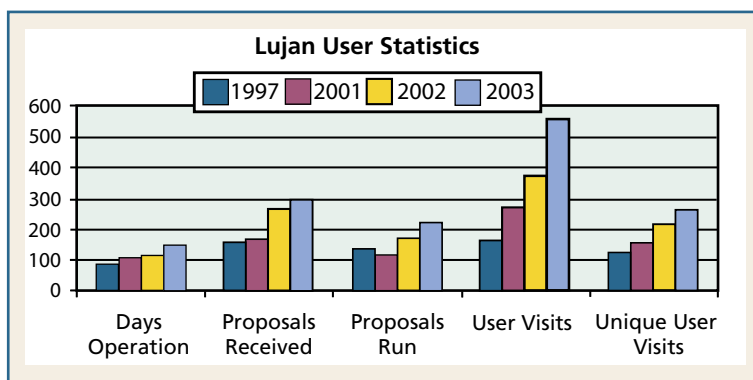 Lujan User Statistics
1997 2001 2002 2003
600
500
400
300
200
100
0
Days Operation
Proposals Received
Proposals Run
User Visits
Unique User Visits